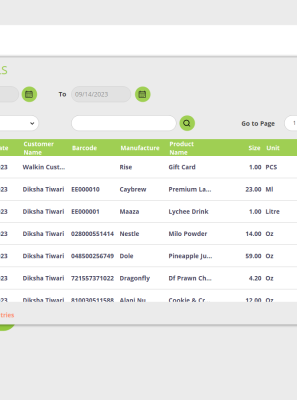 LS
To 09/14/2023
Go to Page 1
ate Customer Name Barcode Manufacture Product Name Size Unit
23 Walkin Cust... Rise Gift Card 1.00 PCS
23 Diksha Tiwari EE000010 Caybrew Premium La... 23.00 Ml
23 Diksha Tiwari EE000001 Maaza Lychee Drink 1.00 Litre
23 Diksha Tiwari 028000551414 Nestle Milo Powder 14.00 Oz
23 Diksha Tiwari 048500256749 Dole Pineapple Ju... 59.00 Oz
23 Diksha Tiwari 721557371022 Dragonfly Df Frawn Ch... 4.20 Oz
23 Diksha Tiwari 810030511588 Alani Nu Cookie & Cr... 12.00 Oz
tries